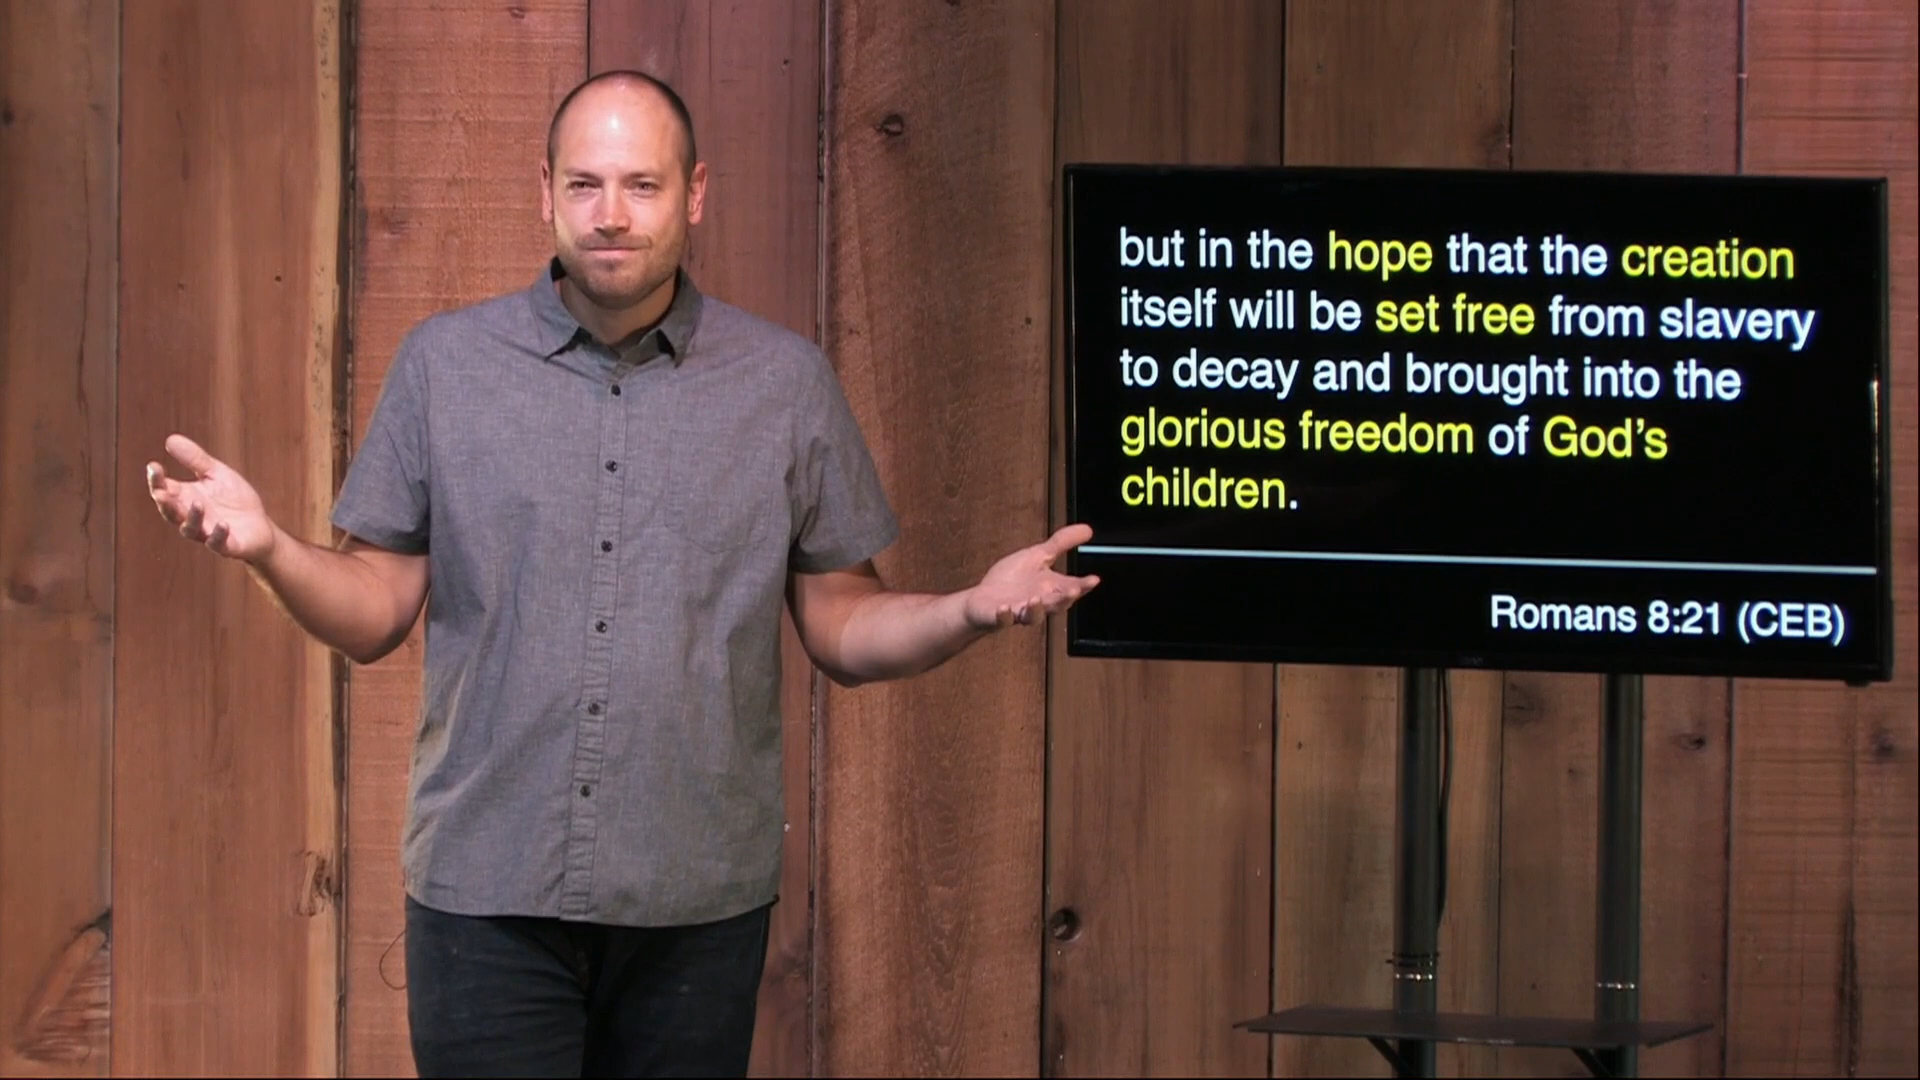 but in the hope that the creation
itself will be set free from slavery
to decay and brought into the
glorious freedom of God's
children.
Romans 8:21 (CEB)